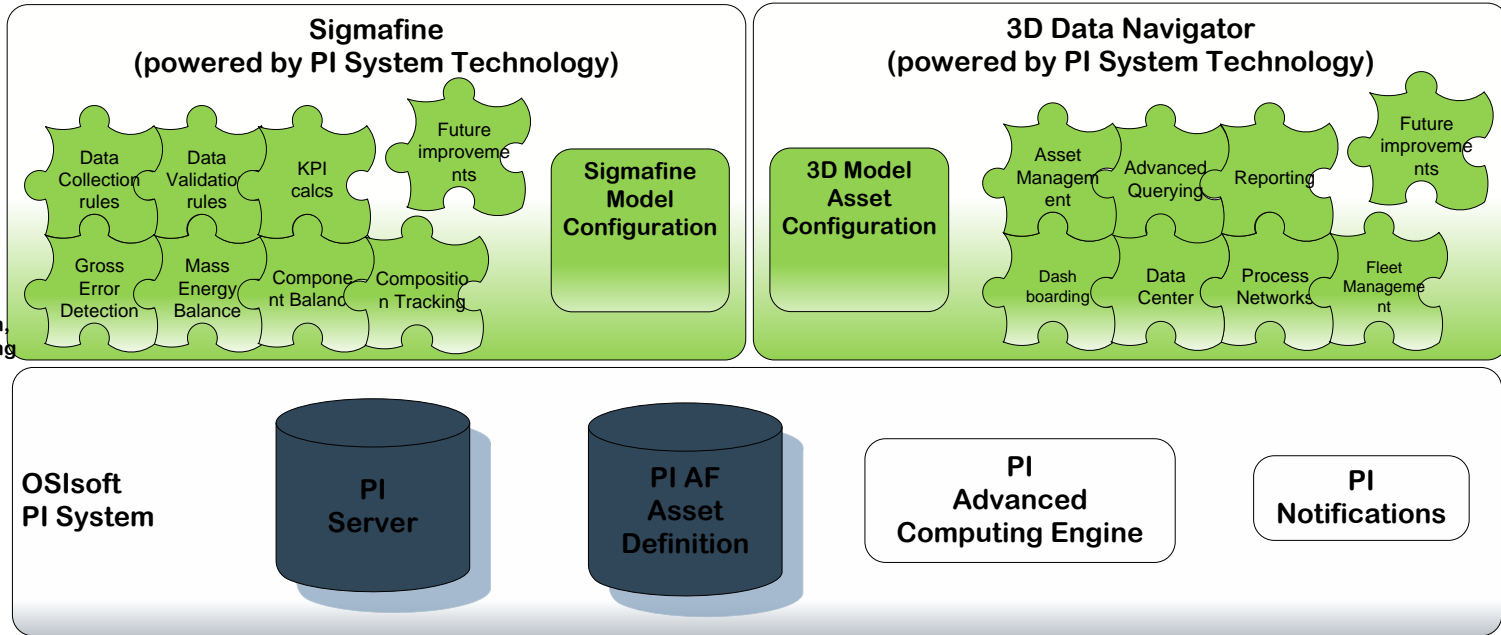 Sigmafine
(powered by PI System Technology)
Data
Collection
rules
Data
Validation
rules
KPI
calcs
Future
improveme
nts
Gross
Error
Detection
Mass
Energy
Balance
Compone
nt Balance
Compositio
n Tracking
Sigmafine
Model
Configuration
3D Data Navigator
(powered by PI System Technology)
3D Model
Asset
Configuration
Asset
Managem
ent
Advanced
Querying
Reporting
Future
improveme
nts
Dash
boarding
Data
Center
Process
Networks
Fleet
Manageme
nt
OSIsoft
PI System
PI
Server
PI AF
Asset
Definition
PI
Advanced
Computing Engine
PI
Notifications